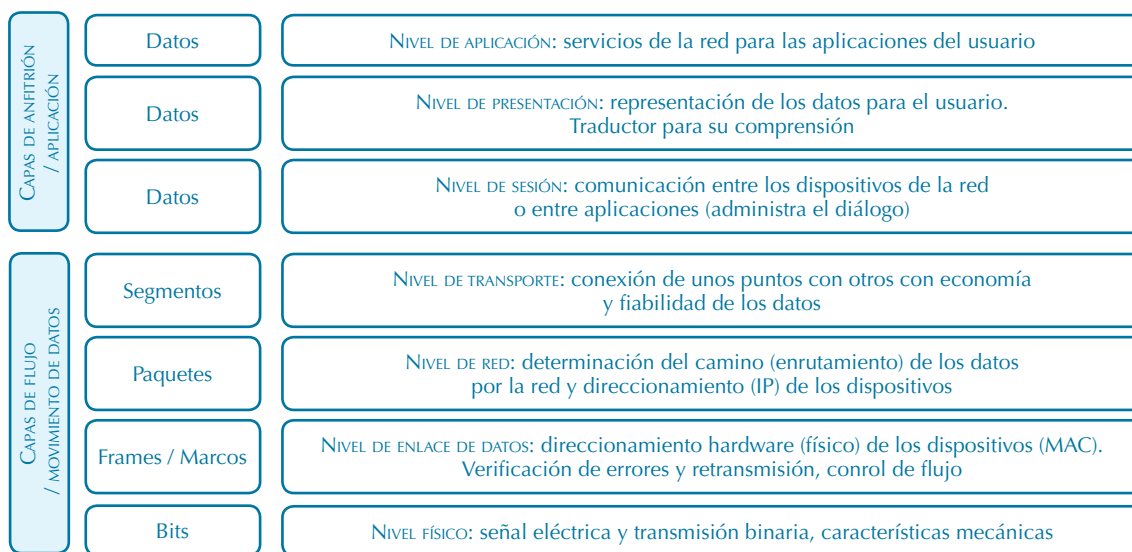 CAPAS DE ANFITRIÓN
/ APLICACIÓN
Datos
NIVEL DE APLICACIÓN: servicios de la red para las aplicaciones del usuario
Datos
NIVEL DE PRESENTACIÓN: representación de los datos para el usuario.
Traductor para su comprensión
Datos
NIVEL DE SESIÓN: comunicación entre los dispositivos de la red
o entre aplicaciones (administra el diálogo)
CAPAS DE FLUJO
/ MOVIMIENTO DE DATOS
Segmentos
NIVEL DE TRANSPORTE: conexión de unos puntos con otros con economía
y fiabilidad de los datos
Paquetes
NIVEL DE RED: determinación del camino (enrutamiento) de los datos
por la red y direccionamiento (IP) de los dispositivos
Frames / Marcos
NIVEL DE ENLACE DE DATOS: direccionamiento hardware (físico) de los dispositivos (MAC).
Verificación de errores y retransmisión, conrol de flujo
Bits
NIVEL FÍSICO: señal eléctrica y transmisión binaria, características mecánicas